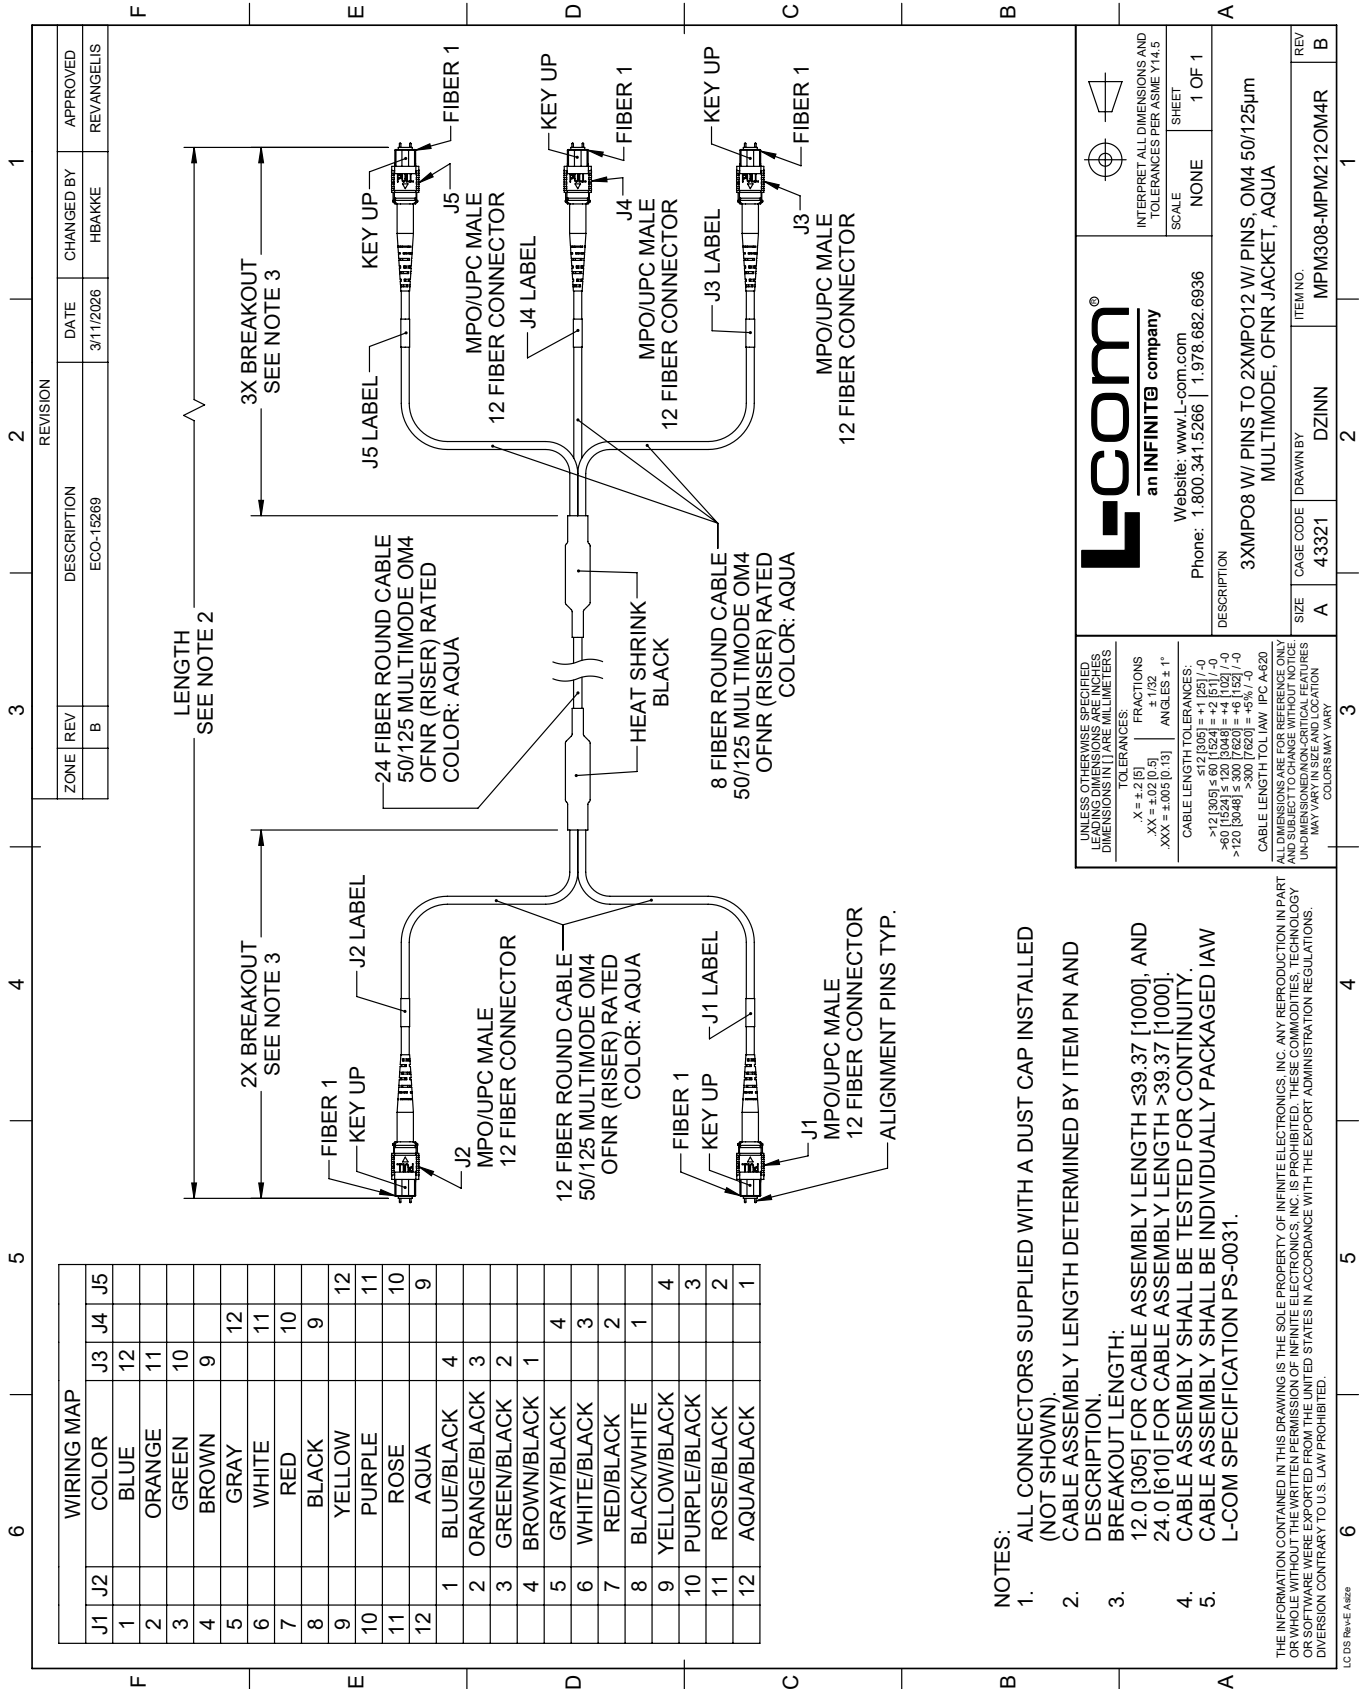 REVISION
ZONE REV DESCRIPTION DATE CHANGED BY APPROVED
B ECO-15269 3/11/2026 HBAKKE REVANGELIS
WIRING MAP
J1 J2 COLOR J3 J4 J5
1 BLUE 12
2 ORANGE 11
3 GREEN 10
4 BROWN 9
5 GRAY 12
6 WHITE 11
7 RED 10
8 BLACK 9
9 YELLOW 12
10 PURPLE 11
11 ROSE 10
12 AQUA 9
1 BLUE/BLACK 4
2 ORANGE/BLACK 3
3 GREEN/BLACK 2
4 BROWN/BLACK 1
5 GRAY/BLACK 4
6 WHITE/BLACK 3
7 RED/BLACK 2
8 BLACK/WHITE 1
9 YELLOW/BLACK 4
10 PURPLE/BLACK 3
11 ROSE/BLACK 2
12 AQUA/BLACK 1
LENGTH
SEE NOTE 2
2X BREAKOUT
SEE NOTE 3
3X BREAKOUT
SEE NOTE 3
FIBER 1
KEY UP
J2 LABEL
PULL
J2
MPO/UPC MALE
12 FIBER CONNECTOR
12 FIBER ROUND CABLE
50/125 MULTIMODE OM4
OFNR (RISER) RATED
COLOR: AQUA
FIBER 1
KEY UP
J1 LABEL
PULL
J1
MPO/UPC MALE
12 FIBER CONNECTOR
ALIGNMENT PINS TYP.
24 FIBER ROUND CABLE
50/125 MULTIMODE OM4
OFNR (RISER) RATED
COLOR: AQUA
HEAT SHRINK
BLACK
8 FIBER ROUND CABLE
50/125 MULTIMODE OM4
OFNR (RISER) RATED
COLOR: AQUA
J5 LABEL
KEY UP
PULL
FIBER 1
J5
MPO/UPC MALE
12 FIBER CONNECTOR
J4 LABEL
KEY UP
PULL
FIBER 1
J4
MPO/UPC MALE
12 FIBER CONNECTOR
J3 LABEL
KEY UP
PULL
FIBER 1
J3
MPO/UPC MALE
12 FIBER CONNECTOR
NOTES:
1. ALL CONNECTORS SUPPLIED WITH A DUST CAP INSTALLED
(NOT SHOWN).
2. CABLE ASSEMBLY LENGTH DETERMINED BY ITEM PN AND
DESCRIPTION.
3. BREAKOUT LENGTH:
12.0 [305] FOR CABLE ASSEMBLY LENGTH ≤39.37 [1000], AND
24.0 [610] FOR CABLE ASSEMBLY LENGTH >39.37 [1000].
4. CABLE ASSEMBLY SHALL BE TESTED FOR CONTINUITY.
5. CABLE ASSEMBLY SHALL BE INDIVIDUALLY PACKAGED IAW
L-COM SPECIFICATION PS-0031.
THE INFORMATION CONTAINED IN THIS DRAWING IS THE SOLE PROPERTY OF INFINITE ELECTRONICS, INC. ANY REPRODUCTION IN PART
OR WHOLE WITHOUT THE WRITTEN PERMISSION OF INFINITE ELECTRONICS, INC. IS PROHIBITED. THESE COMMODITIES, TECHNOLOGY
OR SOFTWARE WERE EXPORTED FROM THE UNITED STATES IN ACCORDANCE WITH THE EXPORT ADMINISTRATION REGULATIONS.
DIVERSION CONTRARY TO U.S. LAW PROHIBITED.
UNLESS OTHERWISE SPECIFIED
LEADING DIMENSIONS ARE INCHES
DIMENSIONS IN [ ] ARE MILLIMETERS
TOLERANCES:
.X = ±.2 [5] FRACTIONS
.XX = ±.02 [0.5] ± 1/32
.XXX = ±.005 [0.13] ANGLES ± 1°
CABLE LENGTH TOLERANCES:
≤12 [305] = +1 [25] / -0
>12 [305] ≤ 60 [1524] = +2 [51] / -0
>60 [1524] ≤ 120 [3048] = +4 [102] / -0
>120 [3048] ≤ 300 [7620] = +6 [152] / -0
>300 [7620] = +5% / -0
CABLE LENGTH TOL IAW IPC A-620
ALL DIMENSIONS ARE FOR REFERENCE ONLY
AND SUBJECT TO CHANGE WITHOUT NOTICE.
UN-DIMENSIONED/NON-CRITICAL FEATURES
MAY VARY IN SIZE AND LOCATION
COLORS MAY VARY
L-com®
an INFINITE company
Website: www.L-com.com
Phone: 1.800.341.5266 | 1.978.682.6936
INTERPRET ALL DIMENSIONS AND
TOLERANCES PER ASME Y14.5
SCALE SHEET
NONE 1 OF 1
DESCRIPTION
3XMPO8 W/ PINS TO 2XMPO12 W/ PINS, OM4 50/125µm
MULTIMODE, OFNR JACKET, AQUA
SIZE CAGE CODE DRAWN BY ITEM NO. REV
A 43321 DZINN MPM308-MPM212OM4R B
LC DS Rev-E A size
6 5 4 3 2 1
6 5 4 3 2 1
F E D C B A
F E D C B A